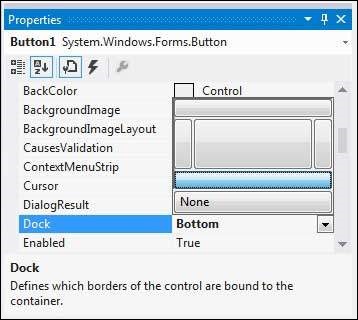 Properties
Button1 System.Windows.Forms.Button
BackColor Control
BackgroundImage
BackgroundImageLayout
CausesValidation
ContextMenuStrip
Cursor
DialogResult None
Dock Bottom
Enabled True
Dock
Defines which borders of the control are bound to the
container.